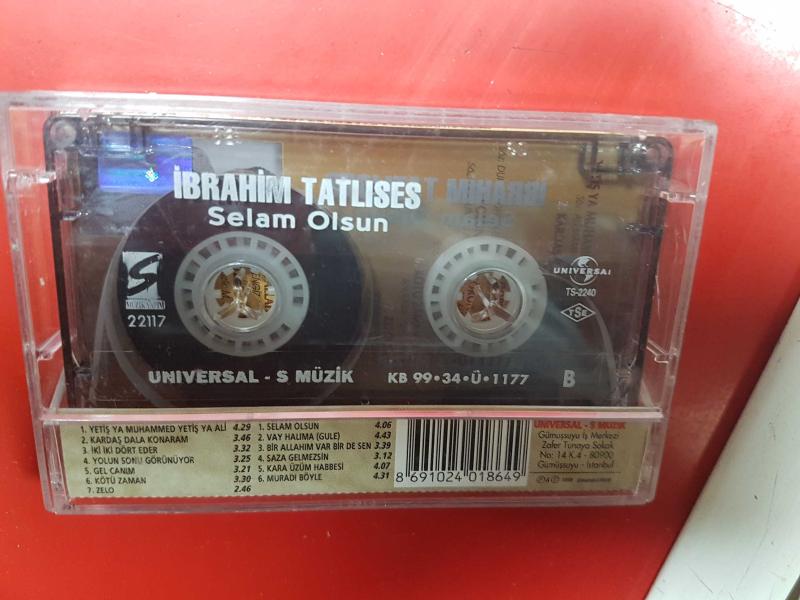 İBRAHİM TATLISES
Selam Olsun
S
MÜZİK YAPIM
22117
UNIVERSAL
TS-2240
TSE
UNIVERSAL - S MÜZİK
KB 99•34•Ü•1177
B
1. YETİŞ YA MUHAMMED YETİŞ YA ALİ 4.29
2. KARDAŞ DALA KONARAM 3.46
3. İKİ İKİ DÖRT EDER 3.32
4. YOLUN SONU GÖRÜNÜYOR 3.25
5. GEL CANIM 3.21
6. KÖTÜ ZAMAN 3.30
7. ZELO 2.46
1. SELAM OLSUN 4.06
2. VAY HALIMA (GULE) 4.43
3. BİR ALLAHIM VAR BİR DE SEN 3.39
4. SAZA GELMEZSİN 3.12
5. KARA ÜZÜM HABBESİ 4.07
6. MURADI BÖYLE 4.31
8 691024 018649
UNIVERSAL - S MÜZİK
Gümüşsuyu İş Merkezi
Zafer Tunaya Sokak
No: 14 K.4 - 80900
Gümüşsuyu - İstanbul